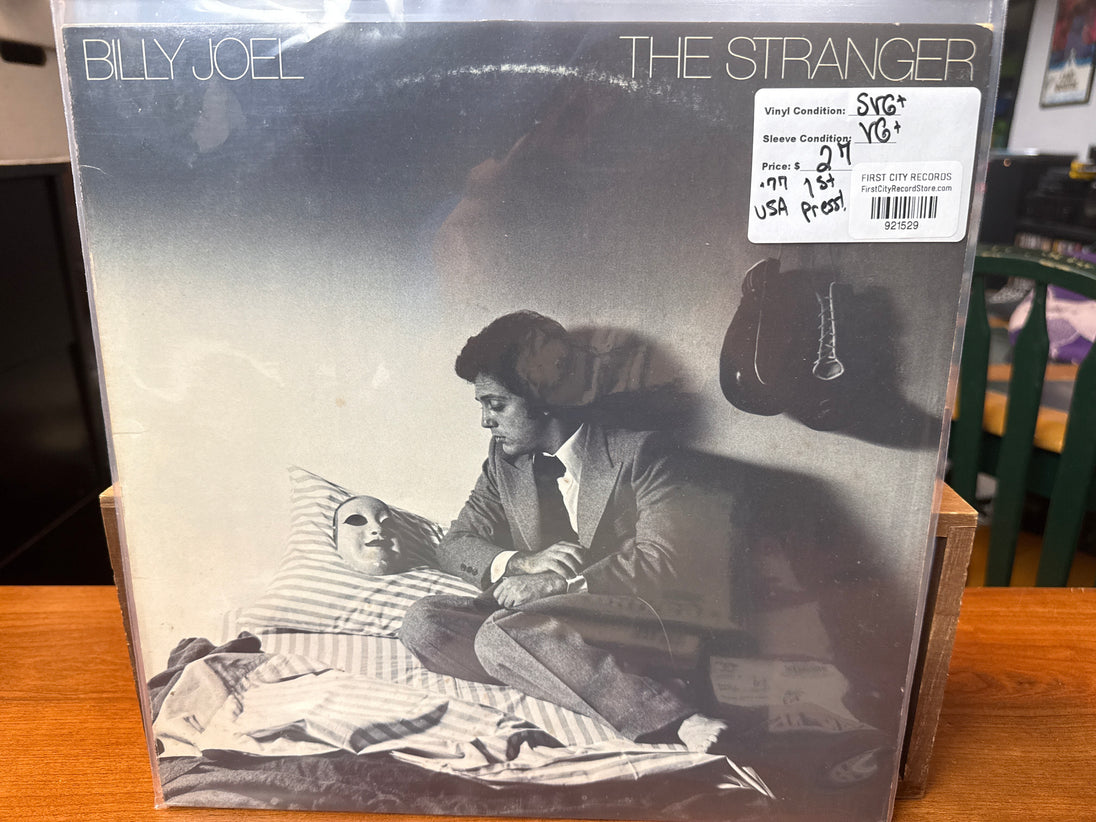 BILLY JOEL
THE STRANGER
Vinyl Condition: SVG+
Sleeve Condition: VG+
Price: $ 27
'77 1st
USA Press!
FIRST CITY RECORDS
FirstCityRecordStore.com
921529